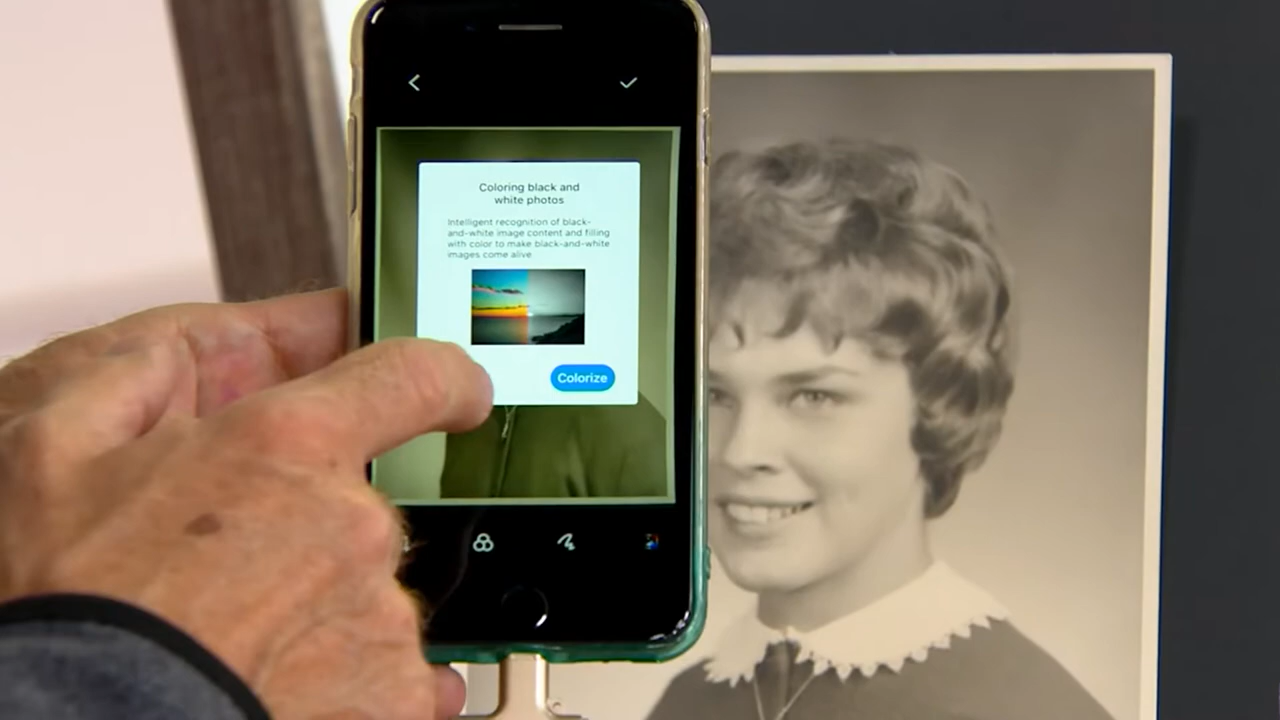 Coloring black and
white photos
Intelligent recognition of black-
and-white image content and filling
with color to make black-and-white
images come alive
Colorize